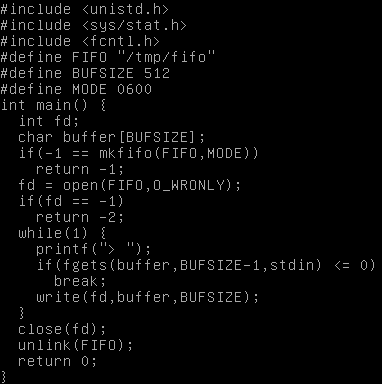 #include <unistd.h>
#include <sys/stat.h>
#include <fcntl.h>
#define FIFO "/tmp/fifo"
#define BUFSIZE 512
#define MODE 0600
int main() {
  int fd;
  char buffer[BUFSIZE];
  if(-1 == mkfifo(FIFO,MODE))
    return -1;
  fd = open(FIFO,O_WRONLY);
  if(fd == -1)
    return -2;
  while(1) {
    printf("> ");
    if(fgets(buffer,BUFSIZE-1,stdin) <= 0)
      break;
    write(fd,buffer,BUFSIZE);
  }
  close(fd);
  unlink(FIFO);
  return 0;
}